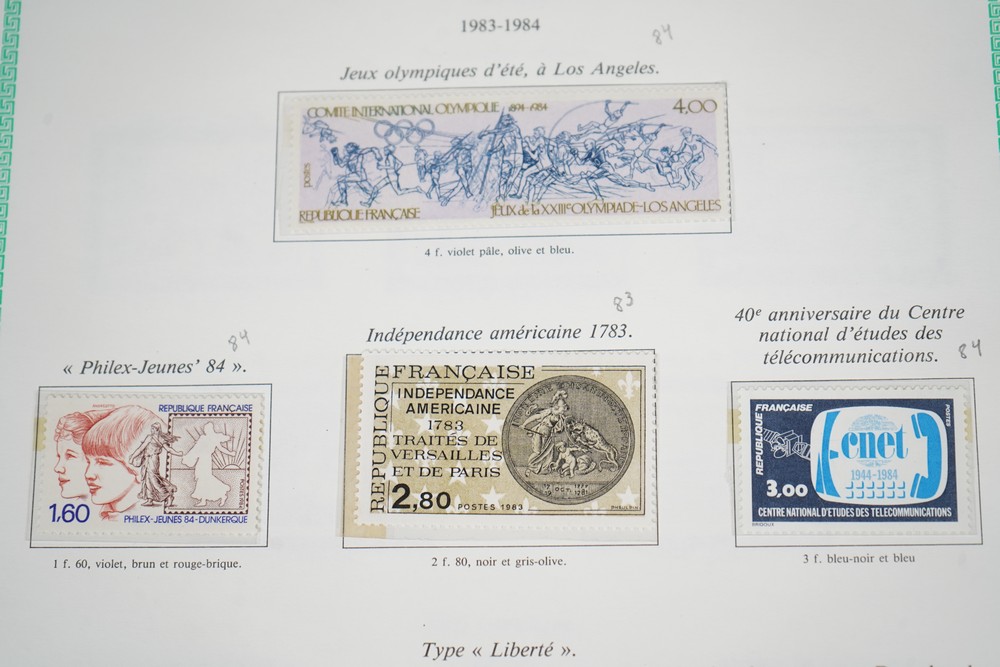 1983-1984
84
Jeux olympiques d'été, à Los Angeles.
COMITE INTERNATIONAL OLYMPIQUE 1894-1984
4,00
postes
REPUBLIQUE FRANÇAISE
JEUX de la XXIIIe OLYMPIADE-LOS ANGELES
4 f. violet pâle, olive et bleu.
84
« Philex-Jeunes' 84 ».
REPUBLIQUE FRANÇAISE
POSTES 1984
1,60
PHILEX-JEUNES 84-DUNKERQUE
1 f. 60, violet, brun et rouge-brique.
83
Indépendance américaine 1783.
REPUBLIQUE
FRANÇAISE
INDEPENDANCE
AMERICAINE
1783
TRAITÉS DE
VERSAILLES
ET DE PARIS
2,80
POSTES 1983
2 f. 80, noir et gris-olive.
40e anniversaire du Centre
national d'études des
télécommunications.
84
REPUBLIQUE
FRANÇAISE
POSTES
cnet
1944-1984
3,00
CENTRE NATIONAL D'ETUDES DES TELECOMMUNICATIONS
BRIDOUX
3 f. bleu-noir et bleu
Type « Liberté ».